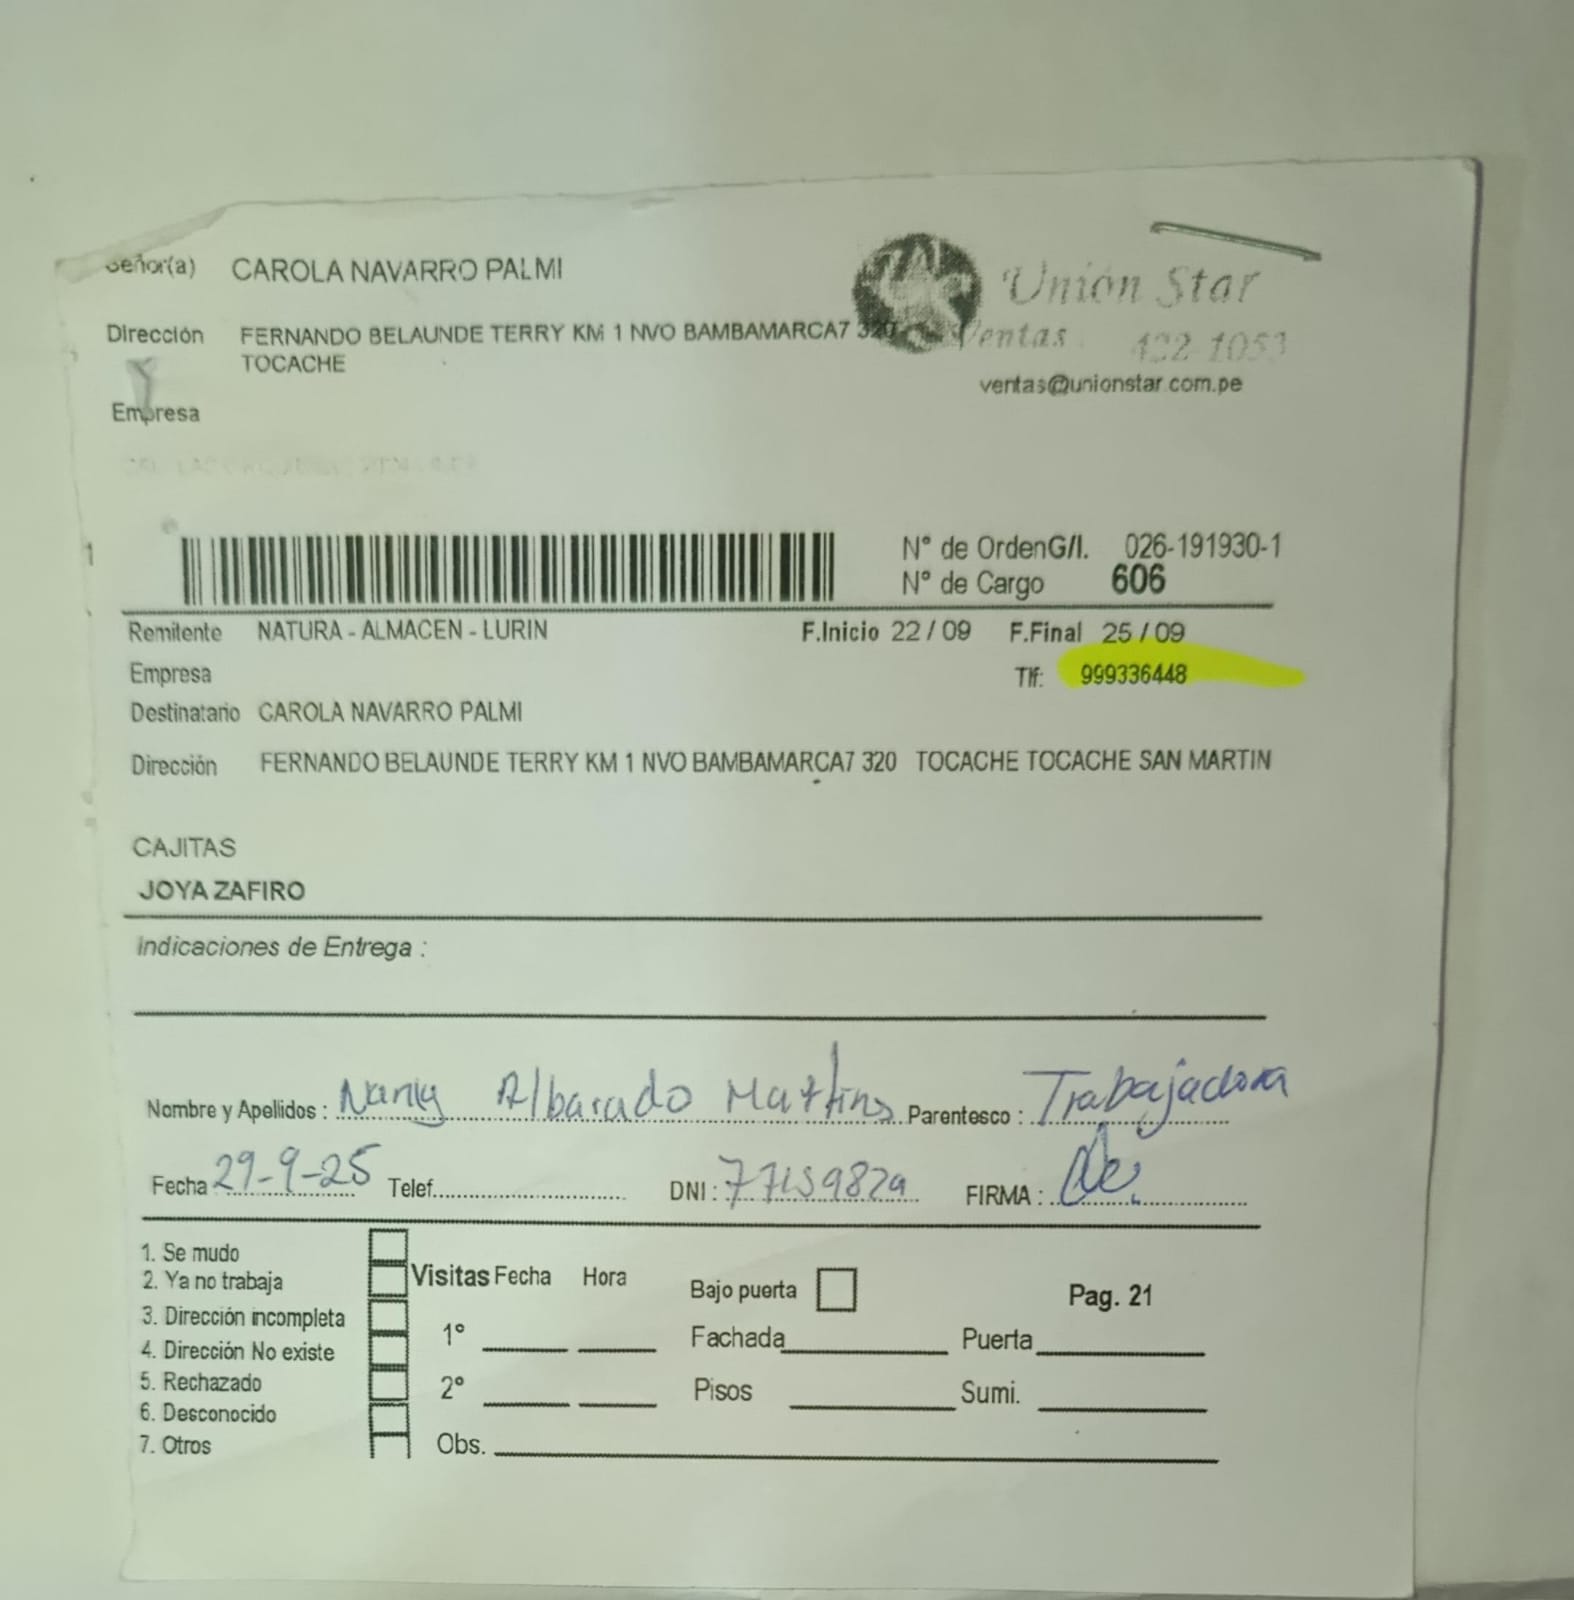 Señor(a) CAROLA NAVARRO PALMI
Unión Star
Dirección FERNANDO BELAUNDE TERRY KM 1 NVO BAMBAMARCA7 320
Ventas 422-1053
TOCACHE
ventas@unionstar.com.pe
Empresa
N° de OrdenG/I. 026-191930-1
N° de Cargo 606
Remitente NATURA - ALMACEN - LURIN F.Inicio 22 / 09 F.Final 25 / 09
Empresa Tlf: 999336448
Destinatario CAROLA NAVARRO PALMI
Dirección FERNANDO BELAUNDE TERRY KM 1 NVO BAMBAMARCA7 320 TOCACHE TOCACHE SAN MARTIN
CAJITAS
JOYA ZAFIRO
Indicaciones de Entrega :
Nombre y Apellidos : Albarado Martins Parentesco : Trabajadora
Fecha 29-9-25 Telef. DNI : FIRMA :
1. Se mudo
2. Ya no trabaja
Visitas Fecha Hora Bajo puerta Pag. 21
3. Dirección incompleta
1° Fachada Puerta
4. Dirección No existe
5. Rechazado
2° Pisos Sumi.
6. Desconocido
7. Otros
Obs.